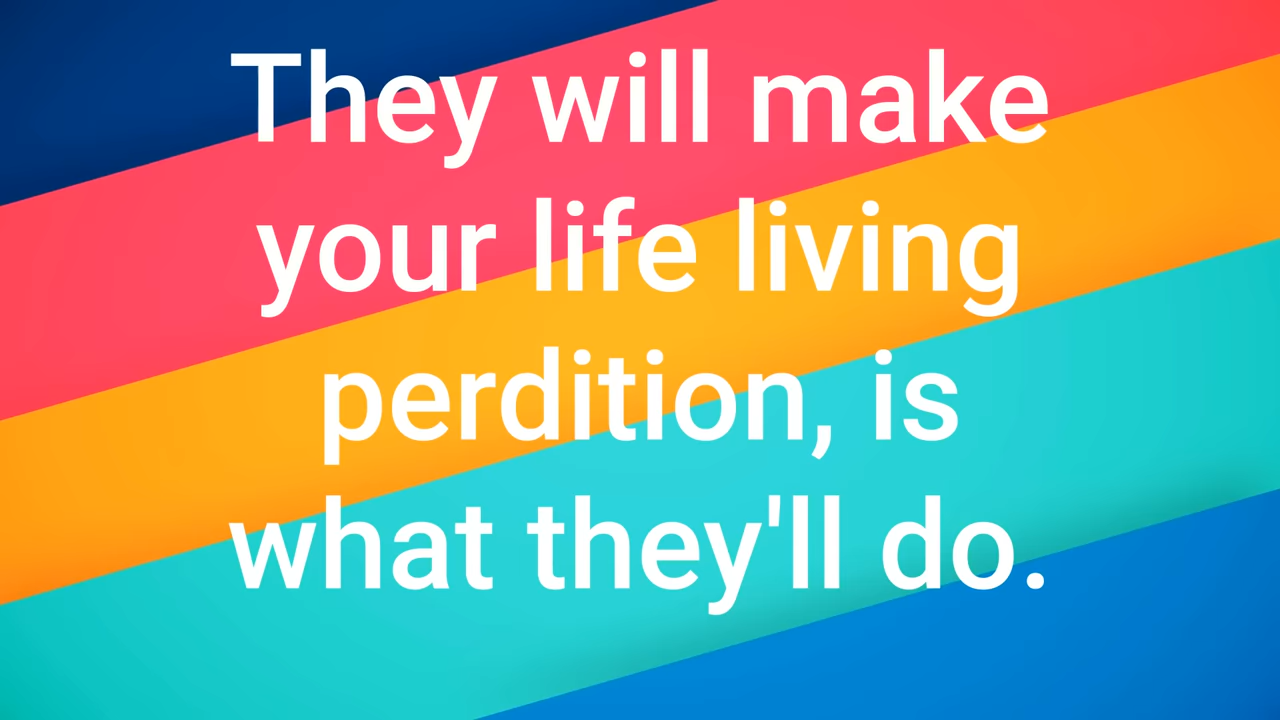 They will make
your life living
perdition, is
what they'll do.